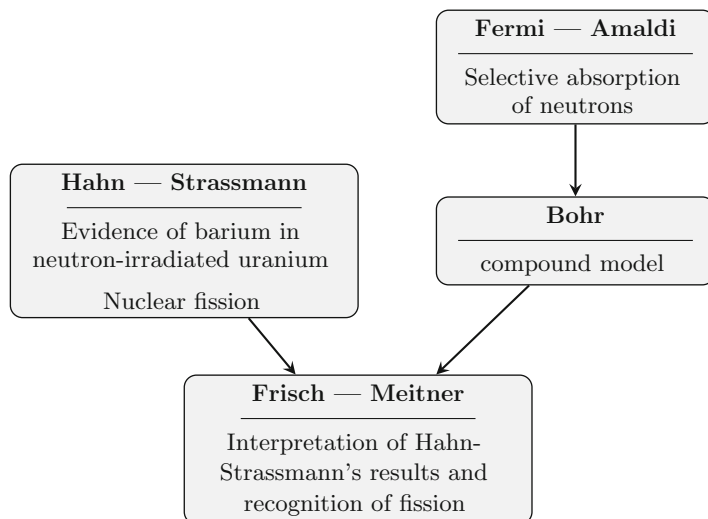 Fermi — Amaldi
Selective absorption
of neutrons
Hahn — Strassmann
Evidence of barium in
neutron-irradiated uranium
Nuclear fission
Bohr
compound model
Frisch — Meitner
Interpretation of Hahn-
Strassmann's results and
recognition of fission